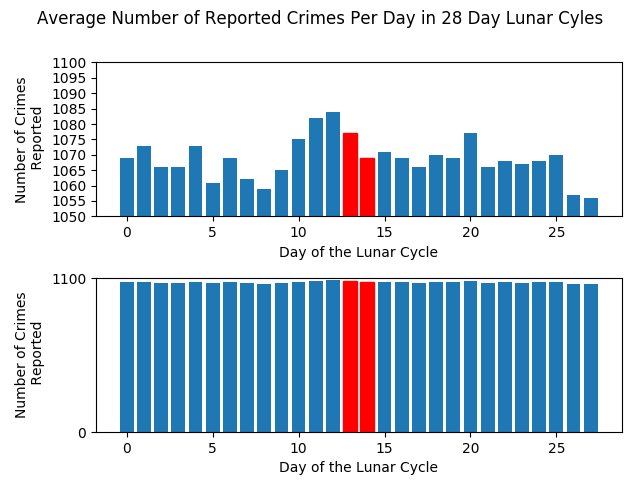 Average Number of Reported Crimes Per Day in 28 Day Lunar Cyles
Number of Crimes
Reported
1100
1095
1090
1085
1080
1075
1070
1065
1060
1055
1050
0 5 10 15 20 25
Day of the Lunar Cycle
Number of Crimes
Reported
1100
0
0 5 10 15 20 25
Day of the Lunar Cycle